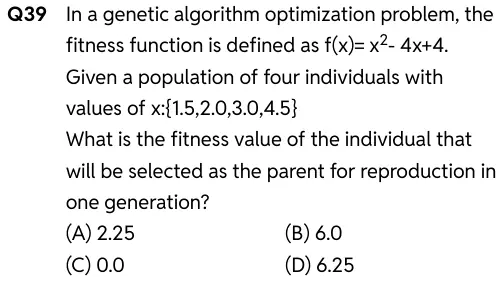 Q39 In a genetic algorithm optimization problem, the
fitness function is defined as f(x)= x²- 4x+4.
Given a population of four individuals with
values of x:{1.5,2.0,3.0,4.5}
What is the fitness value of the individual that
will be selected as the parent for reproduction in
one generation?
(A) 2.25 (B) 6.0
(C) 0.0 (D) 6.25